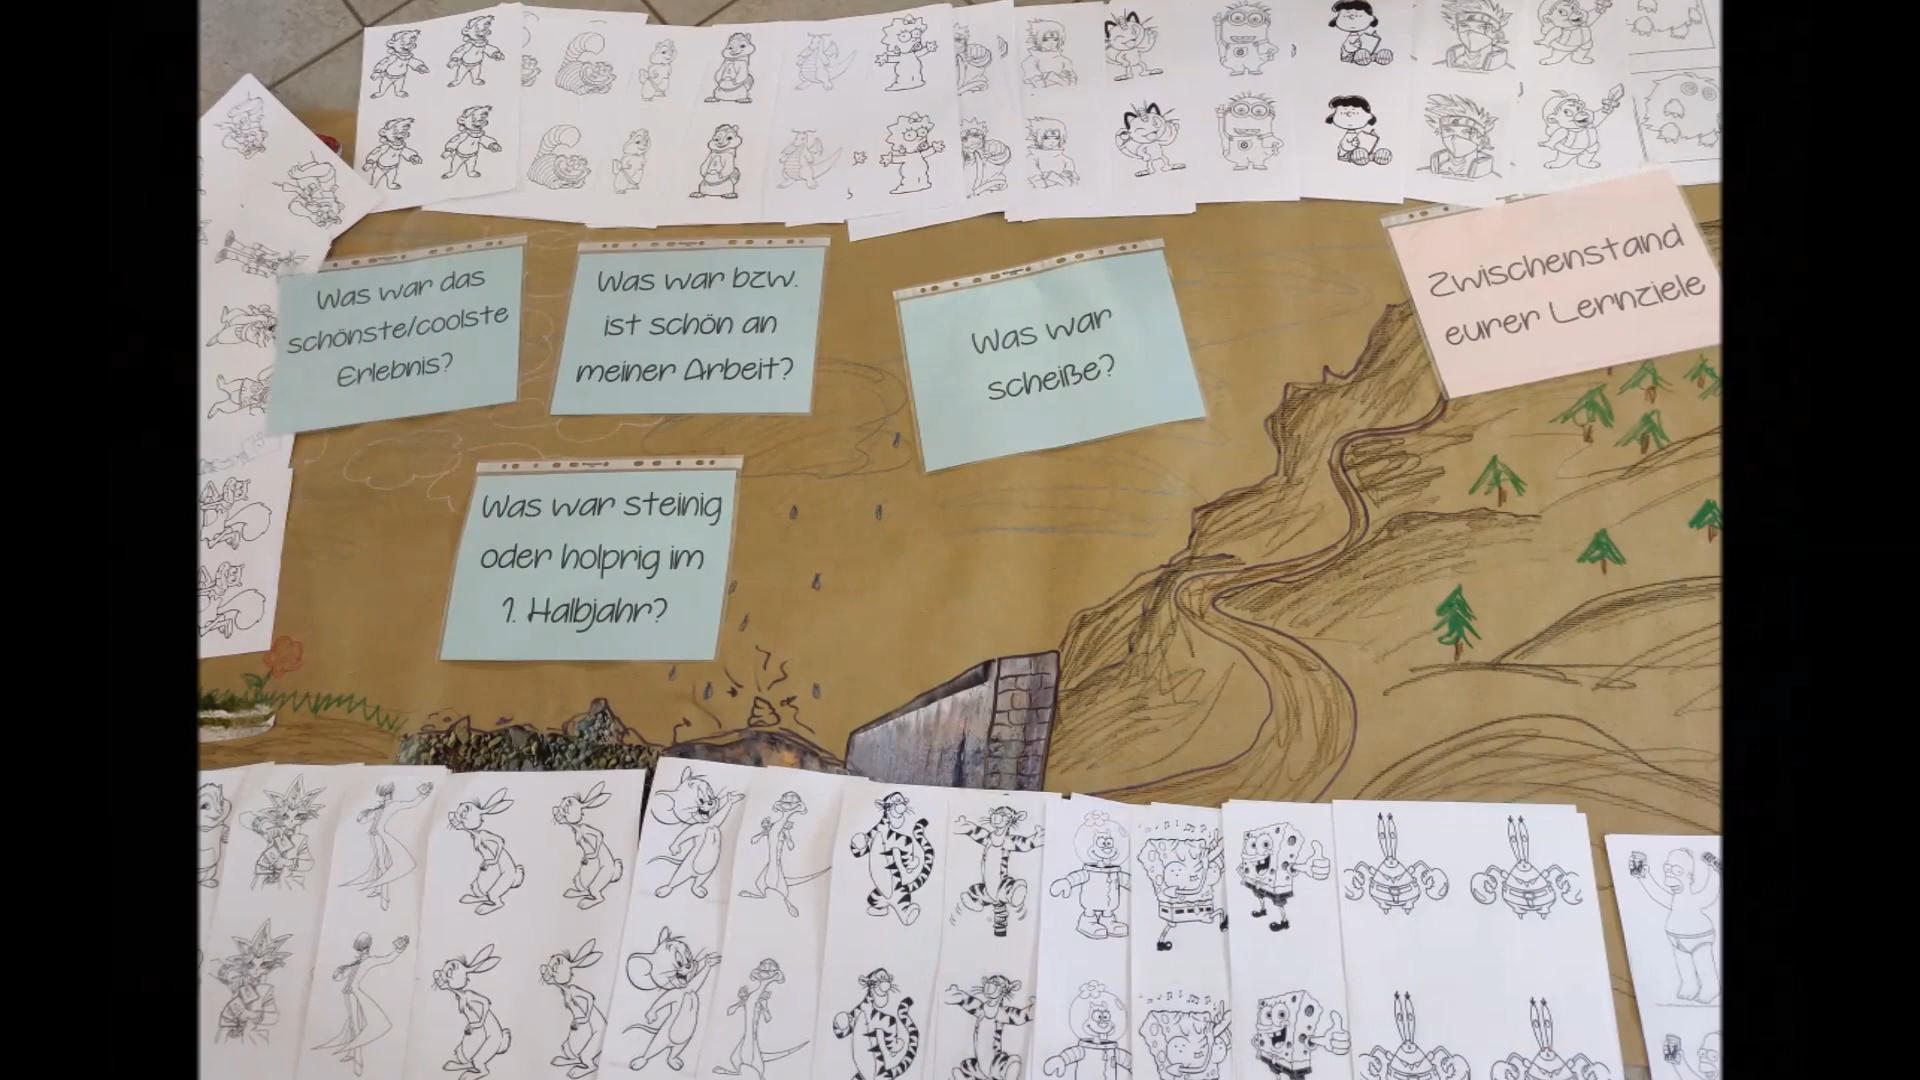 Was war das
schönste/coolste
Erlebnis?
Was war bzw.
ist schön an
meiner Arbeit?
Was war
scheiße?
Zwischenstand
eurer Lernziele
Was war steinig
oder holprig im
1. Halbjahr?